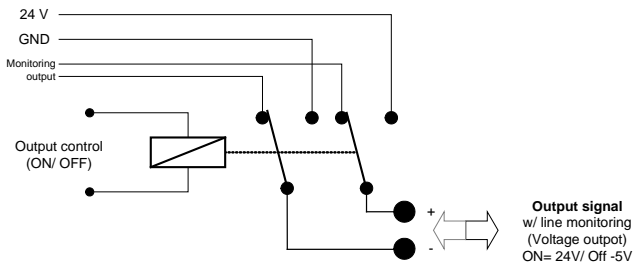 24 V
GND
Monitoring
output
Output control
(ON/ OFF)
+
-
Output signal
w/ line monitoring
(Voltage outpot)
ON= 24V/ Off -5V